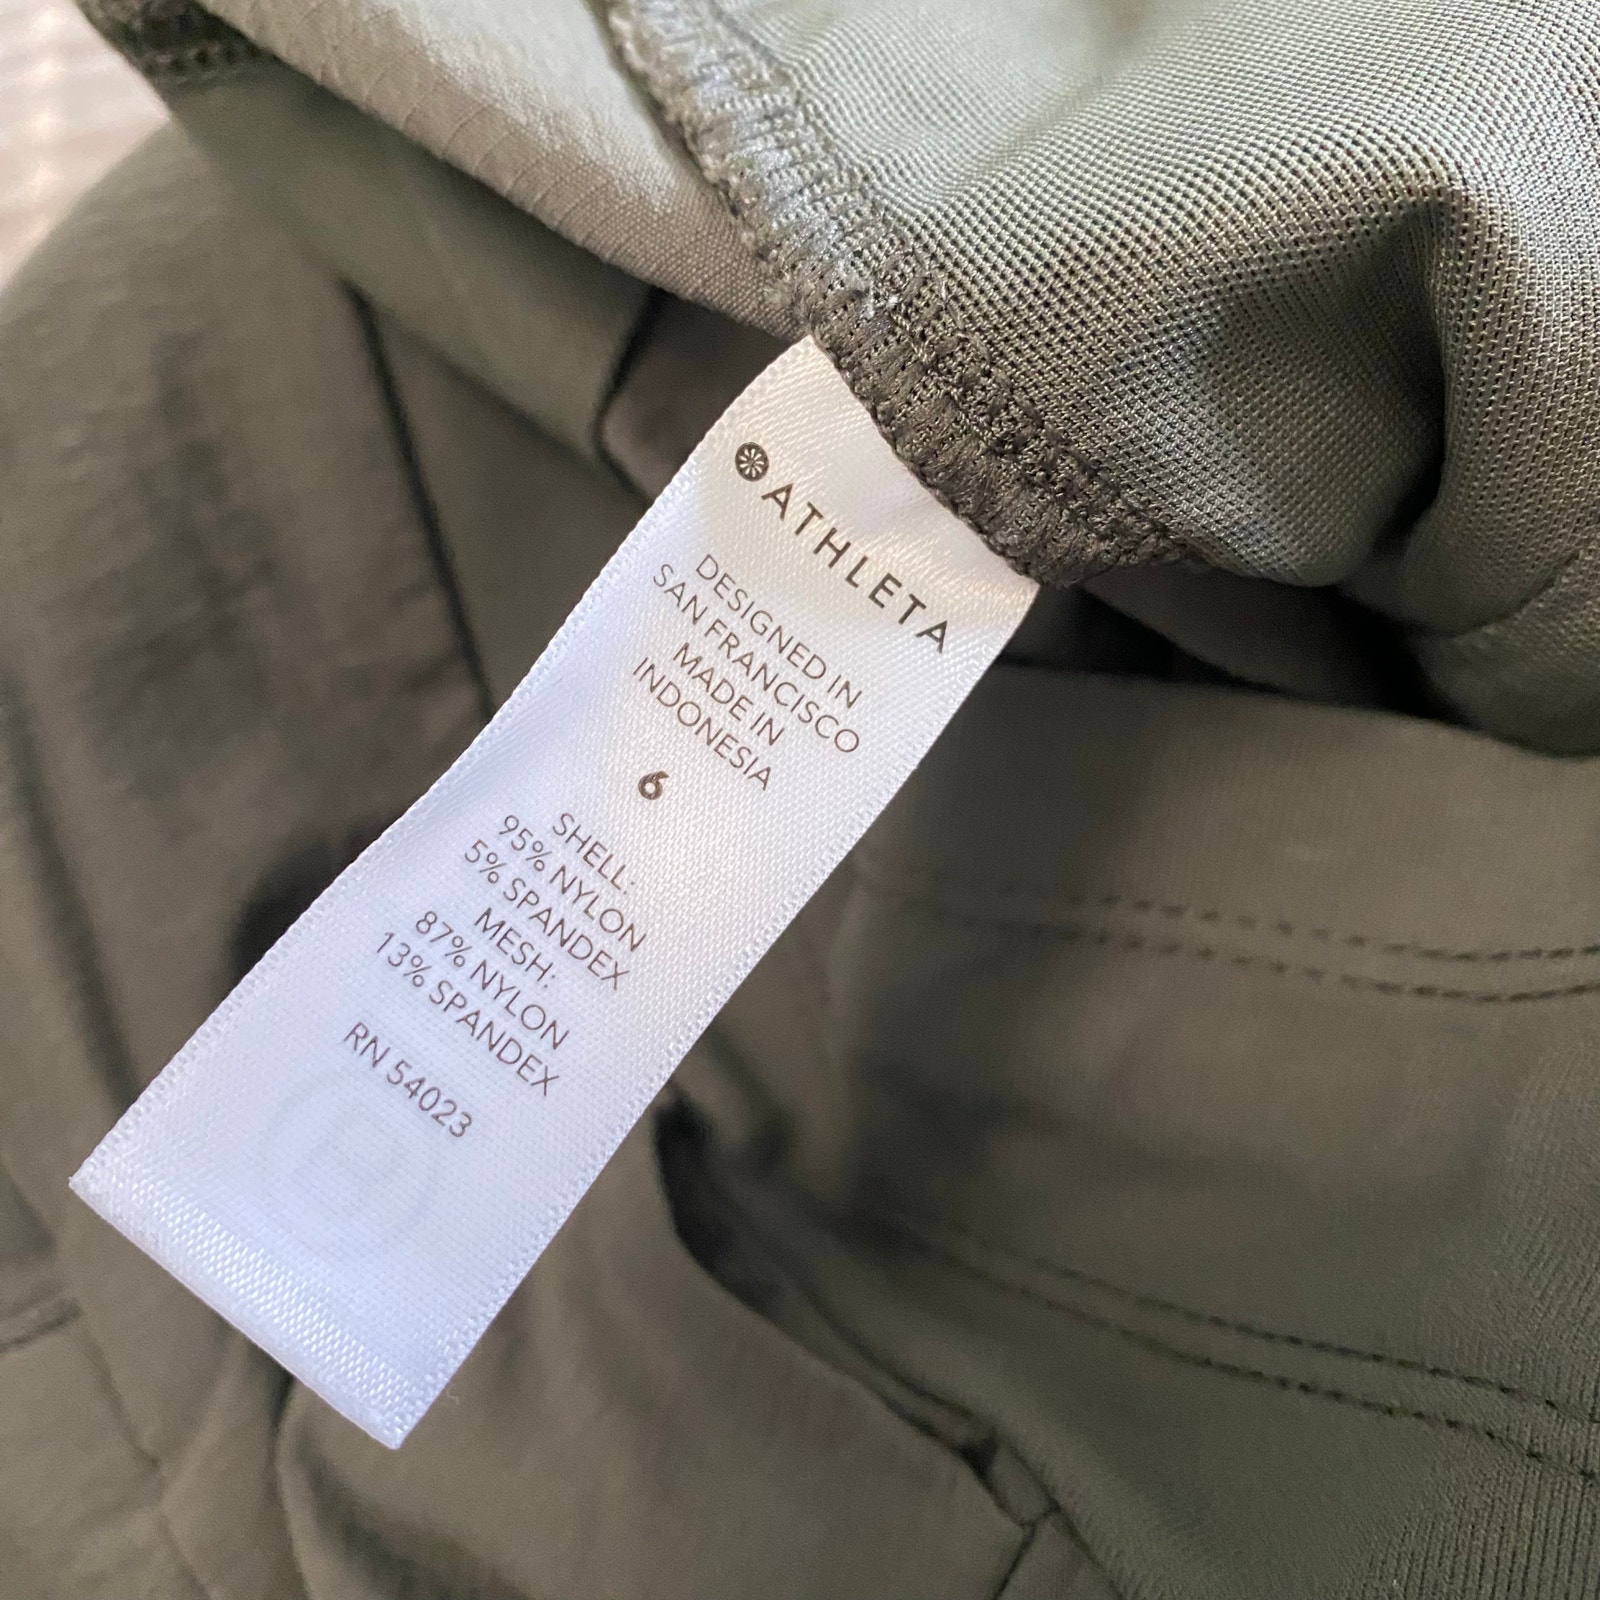 ATHLETA
DESIGNED IN
SAN FRANCISCO
MADE IN
INDONESIA
6
SHELL:
95% NYLON
5% SPANDEX
MESH:
87% NYLON
13% SPANDEX
RN 54023